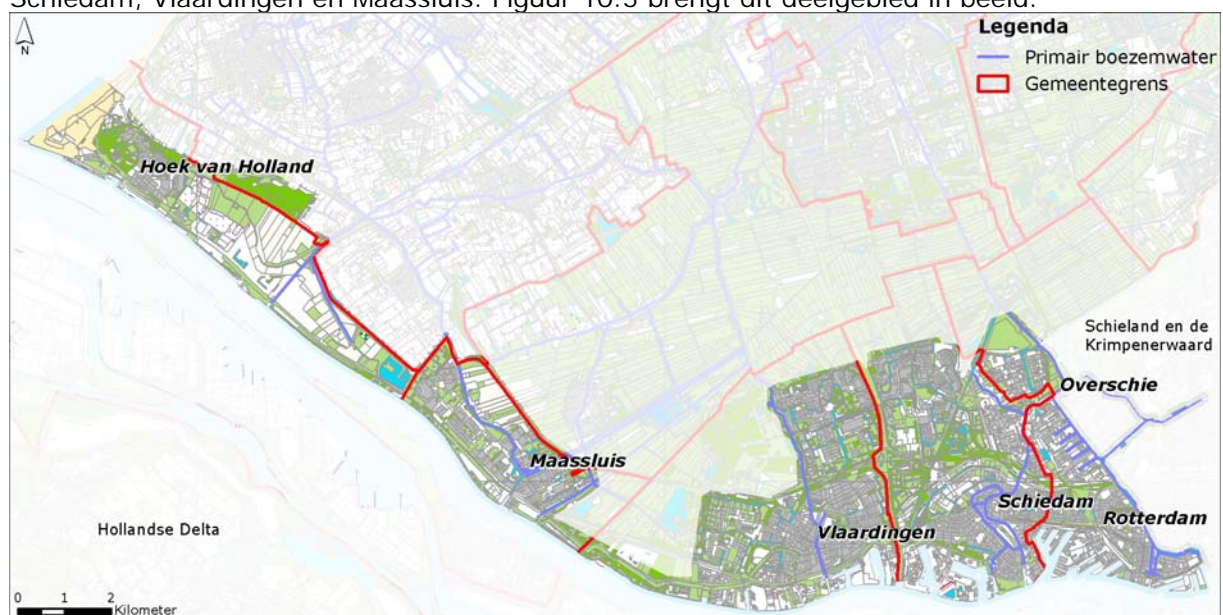 Schiedam, Vlaardingen en Maassluis. Figuur 10.5 brengt dit deelgebied in beeld.
N
Legenda
Primair boezemwater
Gemeentegrens
Hoek van Holland
Schieland en de
Krimpenerwaard
Overschie
Maassluis
Schiedam
Rotterdam
Vlaardingen
Hollandse Delta
0 1 2
Kilometer